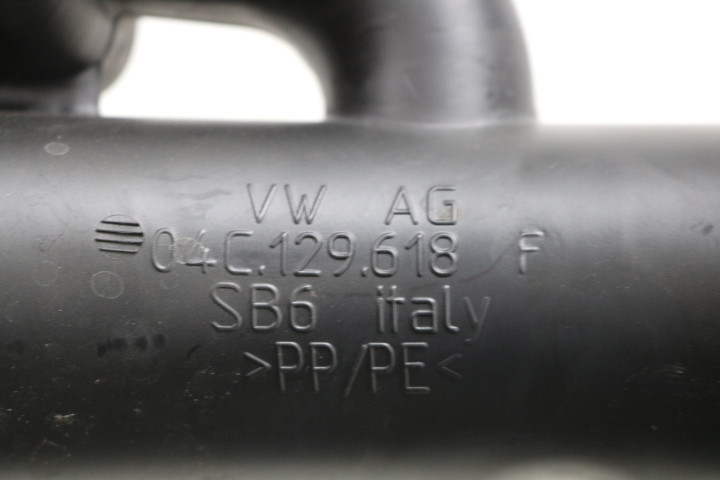 VW AG
04C.129.618 F
SB6 italy
>PP/PE<